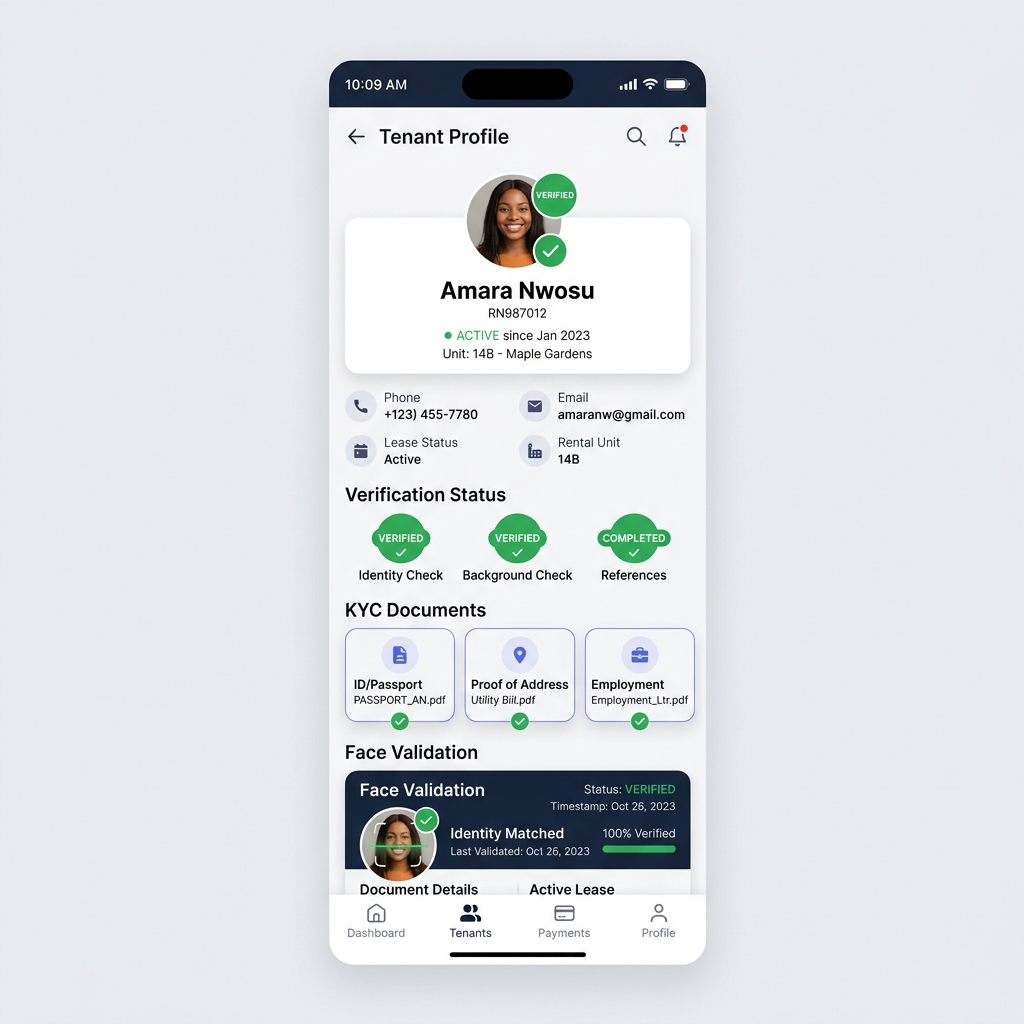 10:09 AM
Tenant Profile
VERIFIED
Amara Nwosu
RN987012
ACTIVE since Jan 2023
Unit: 14B - Maple Gardens
Phone
+123) 455-7780
Email
amaranw@gmail.com
Lease Status
Active
Rental Unit
14B
Verification Status
VERIFIED
Identity Check
VERIFIED
Background Check
COMPLETED
References
KYC Documents
ID/Passport
PASSPORT_AN.pdf
Proof of Address
Utility Bill.pdf
Employment
Employment_Ltr.pdf
Face Validation
Face Validation
Status: VERIFIED
Timestamp: Oot 26, 2023
Identity Matched
Last Validated: Oc1 26, 2023
100% Verified
Document Details
Active Lease
Dashboard
Tenants
Payments
Profile